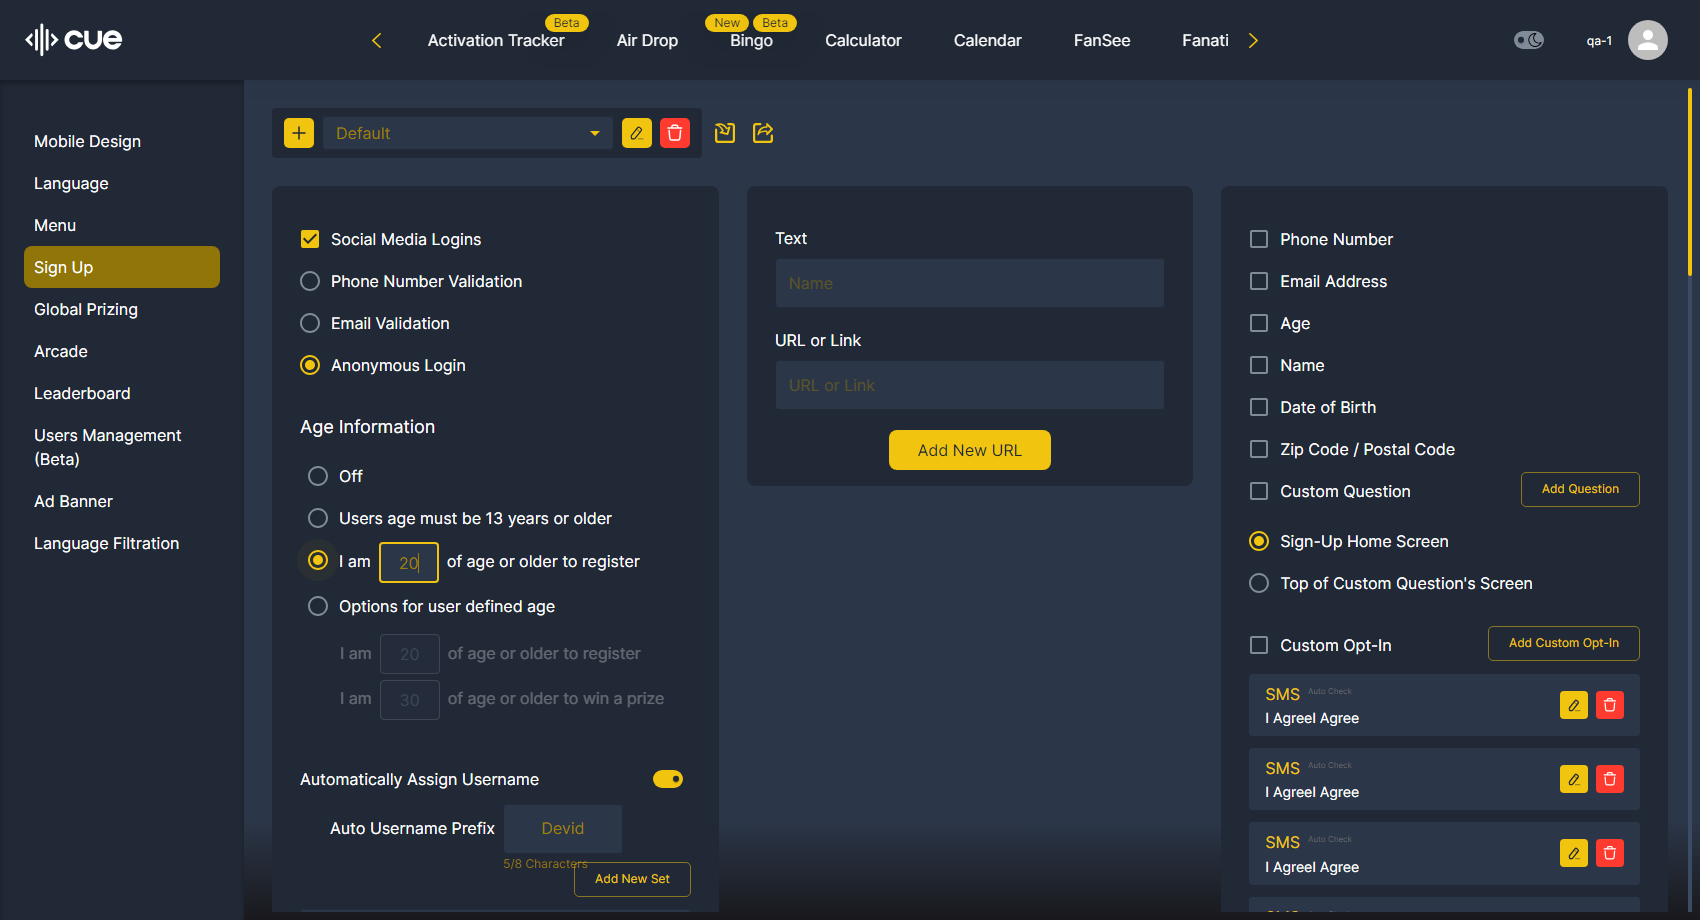 cue
Activation Tracker
Beta
Air Drop
New
Beta
Bingo
Calculator
Calendar
FanSee
Fanati
qa-1
Mobile Design
Language
Menu
Sign Up
Global Prizing
Arcade
Leaderboard
Users Management
(Beta)
Ad Banner
Language Filtration
Default
Social Media Logins
Phone Number Validation
Email Validation
Anonymous Login
Age Information
Off
Users age must be 13 years or older
I am 20 of age or older to register
Options for user defined age
I am 20 of age or older to register
I am 30 of age or older to win a prize
Automatically Assign Username
Auto Username Prefix Devid
5/8 Characters
Add New Set
Text
Name
URL or Link
URL or Link
Add New URL
Phone Number
Email Address
Age
Name
Date of Birth
Zip Code / Postal Code
Custom Question
Add Question
Sign-Up Home Screen
Top of Custom Question's Screen
Custom Opt-In
Add Custom Opt-In
SMS Auto Check
I AgreeI Agree
SMS Auto Check
I AgreeI Agree
SMS Auto Check
I AgreeI Agree